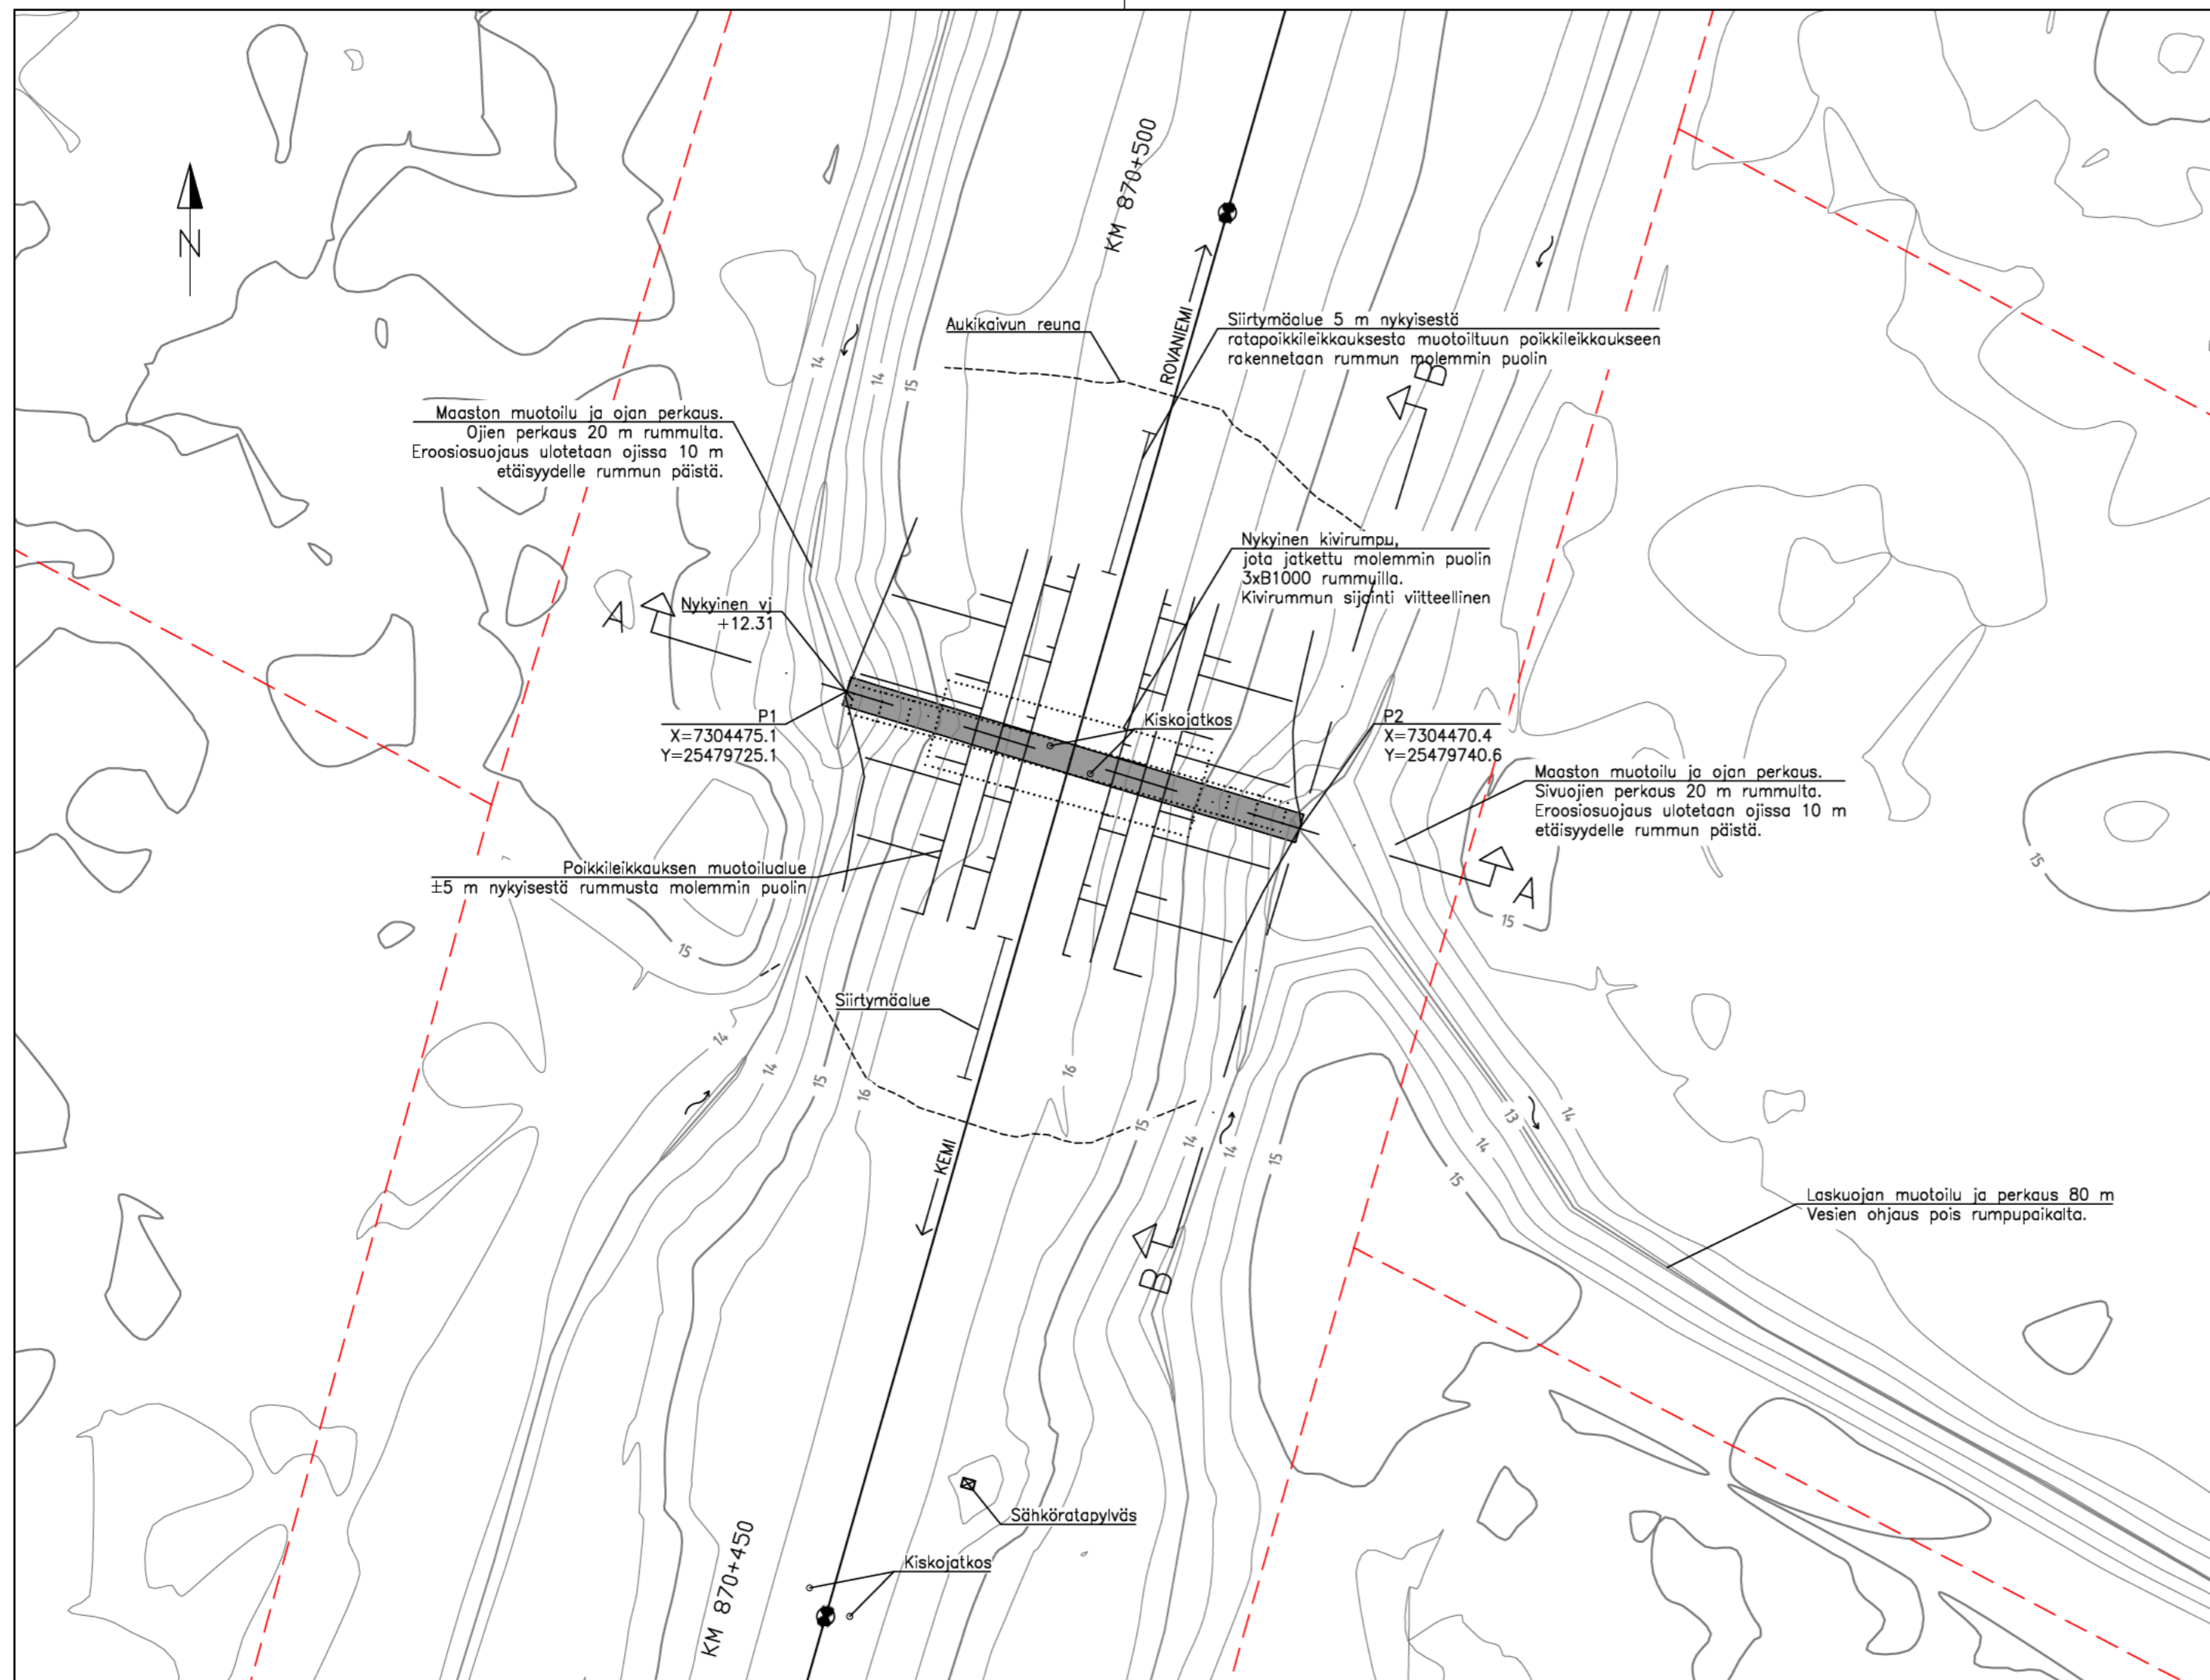 KM 870+500
N
ROVANIEMI
Aukikaivun reuna
Siirtymäalue 5 m nykyisestä
ratapoikkileikkauksesta muotoiltuun poikkileikkaukseen
rakennetaan rummun molemmin puolin
B
14
14
15
Maaston muotoilu ja ojan perkaus.
Ojien perkaus 20 m rummulta.
Eroosiosuojaus ulotetaan ojissa 10 m
etäisyydelle rummun päistä.
Nykyinen kivirumpu,
jota jatkettu molemmin puolin
3xB1000 rummuilla.
Kivirummun sijainti viitteellinen
A
Nykyinen vj
+12.31
P1
X=7304475.1
Y=25479725.1
Kiskojatkos
P2
X=7304470.4
Y=25479740.6
Maaston muotoilu ja ojan perkaus.
Sivuojien perkaus 20 m rummulta.
Eroosiosuojaus ulotetaan ojissa 10 m
etäisyydelle rummun päistä.
Poikkileikkauksen muotoilualue
±5 m nykyisestä rummusta molemmin puolin
A
15
15
15
Siirtymäalue
14
14
15
16
16
15
14
14
15
13
14
14
15
KEMI
Laskuojan muotoilu ja perkaus 80 m
Vesien ohjaus pois rumpupaikalta.
B
Sähköratapylväs
Kiskojatkos
KM 870+450